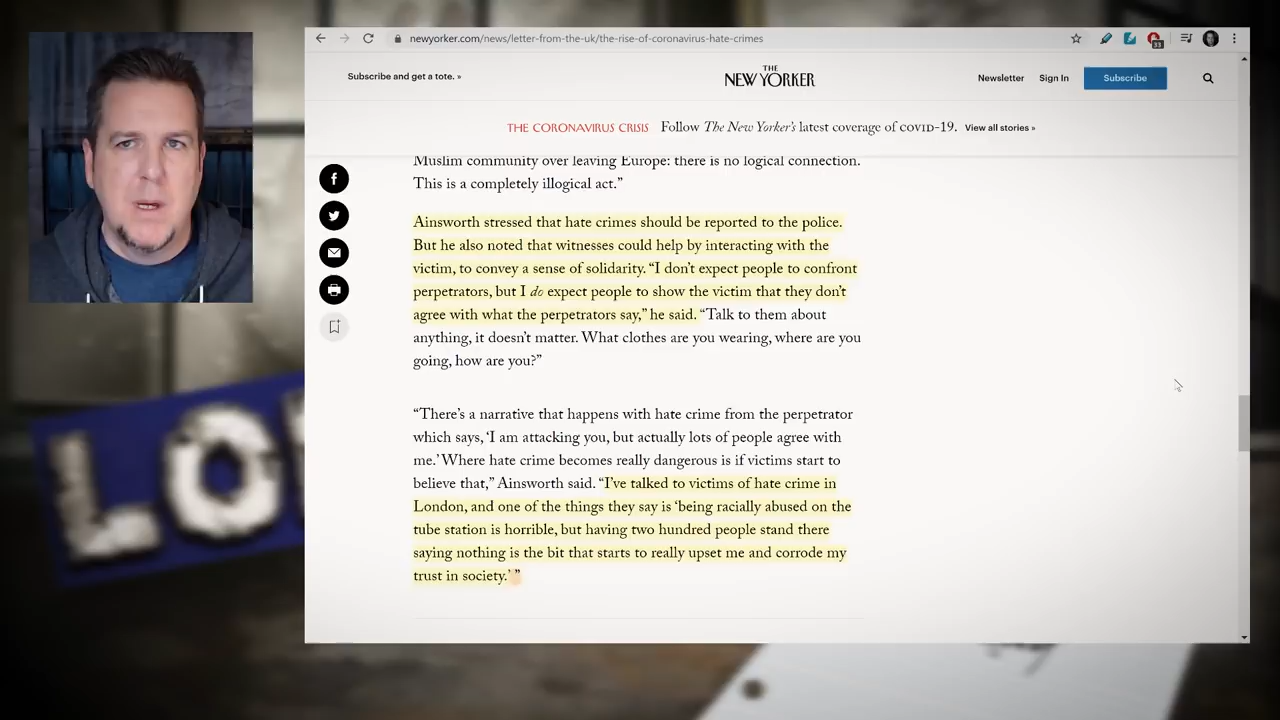 newyorker.com/news/letter-from-the-uk/the-rise-of-coronavirus-hate-crimes
33
Subscribe and get a tote. »
THE
NEW YORKER
Newsletter
Sign In
Subscribe
THE CORONAVIRUS CRISIS Follow The New Yorker's latest coverage of COVID-19. View all stories »
Muslim community over leaving Europe: there is no logical connection.
This is a completely illogical act.”
Ainsworth stressed that hate crimes should be reported to the police.
But he also noted that witnesses could help by interacting with the
victim, to convey a sense of solidarity. “I don’t expect people to confront
perpetrators, but I do expect people to show the victim that they don’t
agree with what the perpetrators say,” he said. “Talk to them about
anything, it doesn’t matter. What clothes are you wearing, where are you
going, how are you?”
“There’s a narrative that happens with hate crime from the perpetrator
which says, ‘I am attacking you, but actually lots of people agree with
me.’ Where hate crime becomes really dangerous is if victims start to
believe that,” Ainsworth said. “I’ve talked to victims of hate crime in
London, and one of the things they say is ‘being racially abused on the
tube station is horrible, but having two hundred people stand there
saying nothing is the bit that starts to really upset me and corrode my
trust in society.’ ”
LO